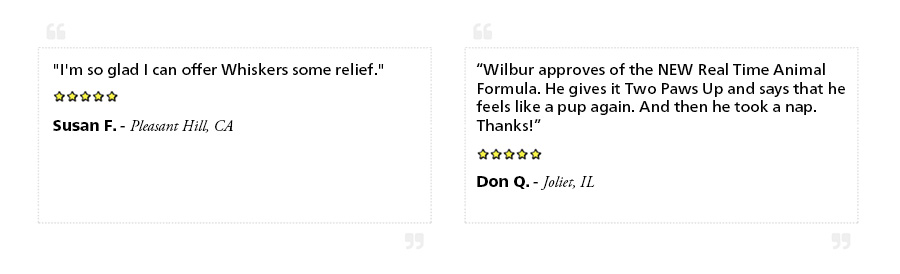 "I'm so glad I can offer Whiskers some relief."
Susan F. - Pleasant Hill, CA
“Wilbur approves of the NEW Real Time Animal
Formula. He gives it Two Paws Up and says that he
feels like a pup again. And then he took a nap.
Thanks!”
Don Q. - Joliet, IL